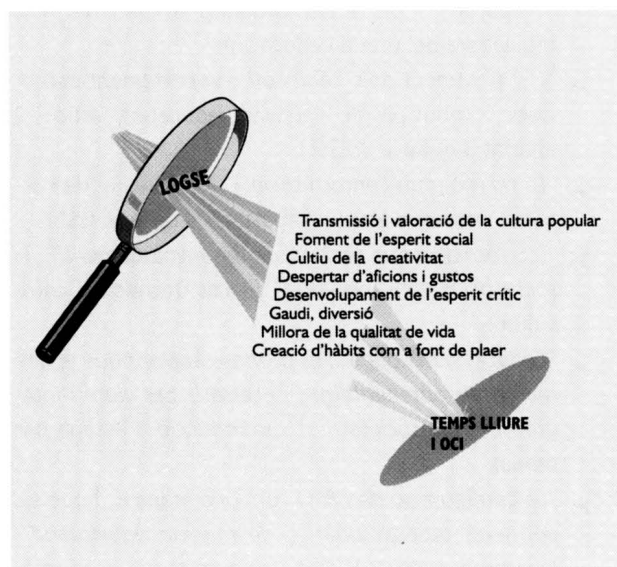 LOGSE
Transmissió i valoració de la cultura popular
Foment de l'esperit social
Cultiu de la creativitat
Despertar d'aficions i gustos
Desenvolupament de l'esperit crític
Gaudi, diversió
Millora de la qualitat de vida
Creació d'hàbits com a font de plaer
TEMPS LLIURE
I OCI